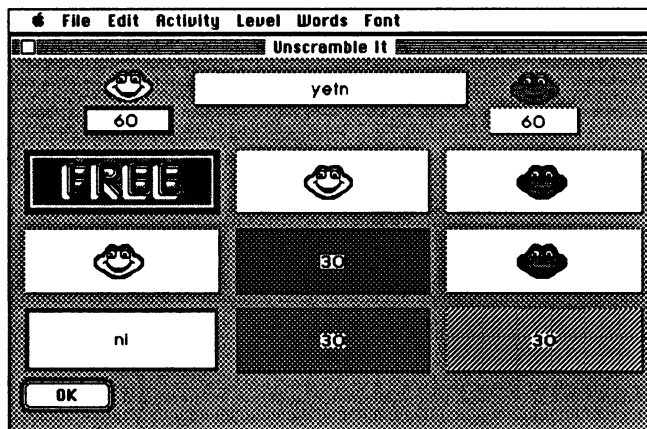 File Edit Activity Level Words Font
Unscramble It
yetn
60 60
FREE
30
ni 30 30
OK